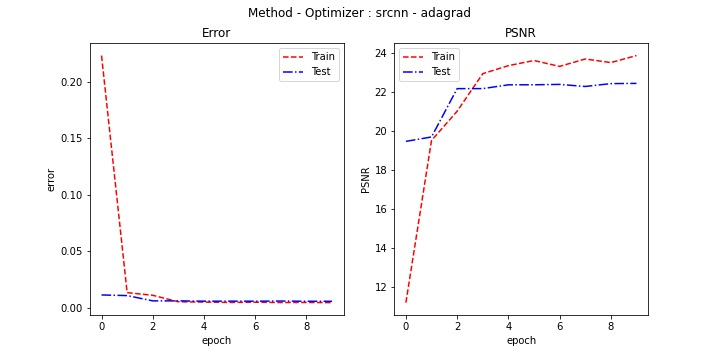 Method - Optimizer : srcnn - adagrad
Error
PSNR
Train
Test
Train
Test
0.20
0.15
0.10
0.05
0.00
24
22
20
18
16
14
12
error
PSNR
0 2 4 6 8
0 2 4 6 8
epoch
epoch